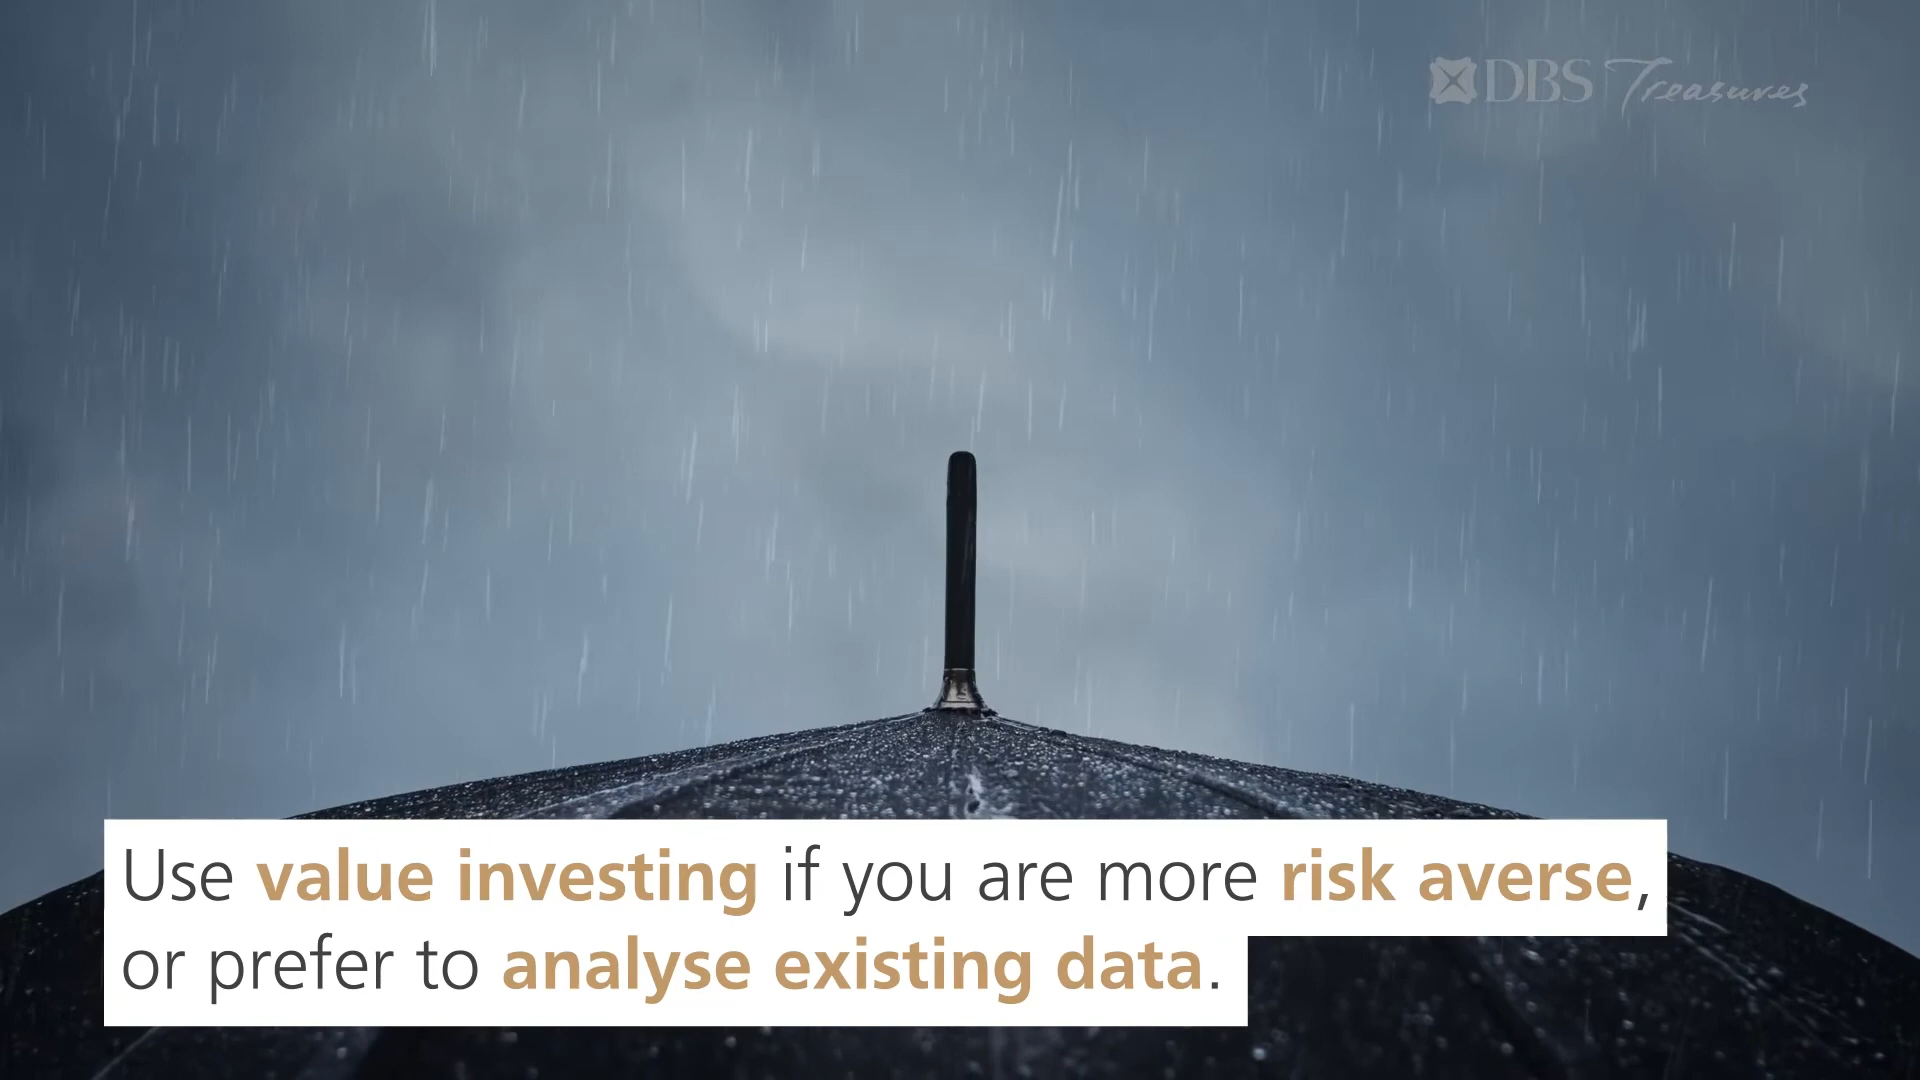 DBS Treasures
Use value investing if you are more risk averse,
or prefer to analyse existing data.